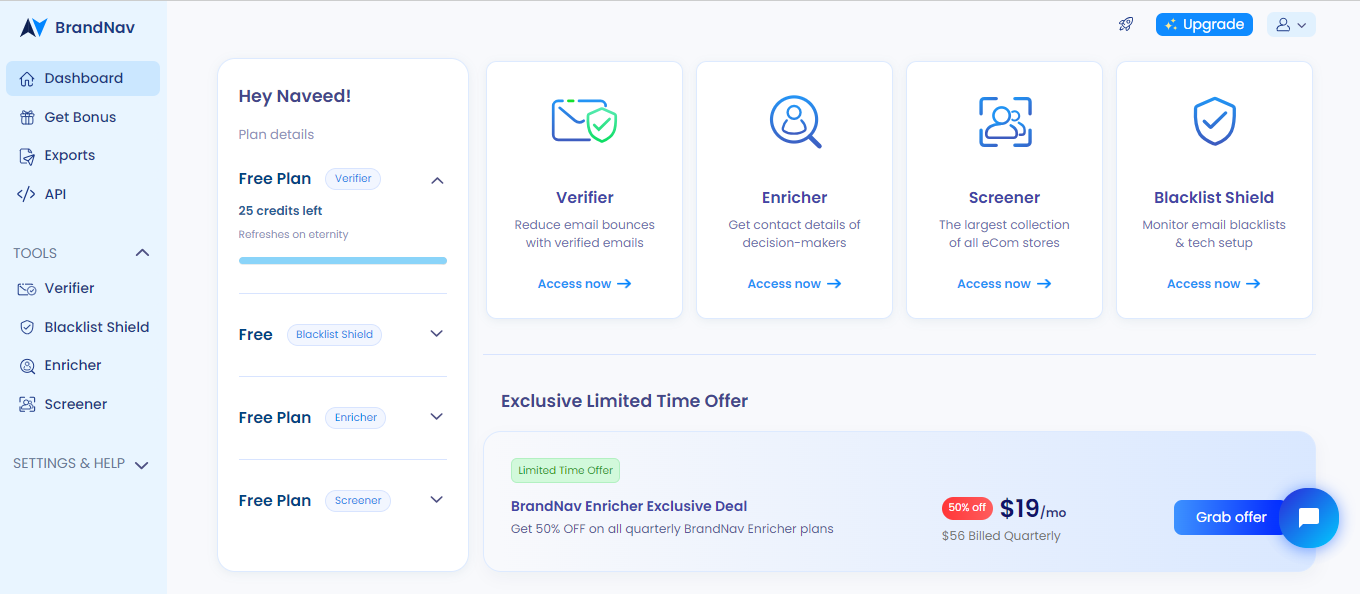 BrandNav
Dashboard
Get Bonus
Exports
API
TOOLS
Verifier
Blacklist Shield
Enricher
Screener
SETTINGS & HELP
Upgrade
Hey Naveed!
Plan details
Free Plan Verifier
25 credits left
Refreshes on eternity
Free Blacklist Shield
Free Plan Enricher
Free Plan Screener
Verifier
Reduce email bounces
with verified emails
Access now
Enricher
Get contact details of
decision-makers
Access now
Screener
The largest collection
of all eCom stores
Access now
Blacklist Shield
Monitor email blacklists
& tech setup
Access now
Exclusive Limited Time Offer
Limited Time Offer
BrandNav Enricher Exclusive Deal
Get 50% OFF on all quarterly BrandNav Enricher plans
50% off $19/mo
$56 Billed Quarterly
Grab offer